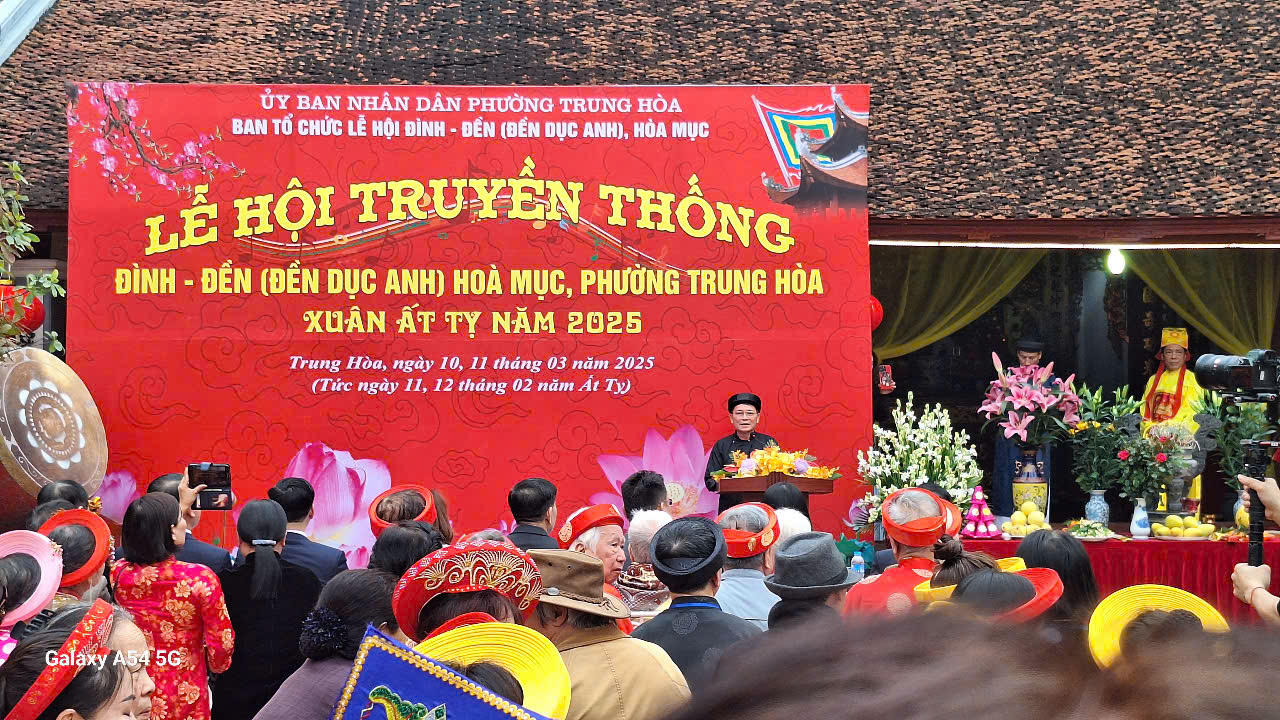 ỦY BAN NHÂN DÂN PHƯỜNG TRUNG HÒA
BAN TỔ CHỨC LỄ HỘI ĐÌNH - ĐỀN (ĐỀN DỤC ANH), HÒA MỤC
LỄ HỘI TRUYỀN THỐNG
ĐÌNH - ĐỀN (ĐỀN DỤC ANH) HOÀ MỤC, PHƯỜNG TRUNG HÒA
XUÂN ẤT TỴ NĂM 2025
Trung Hòa, ngày 10, 11 tháng 03 năm 2025
(Tức ngày 11, 12 tháng 02 năm Ất Tỵ)
Galaxy A54 5G